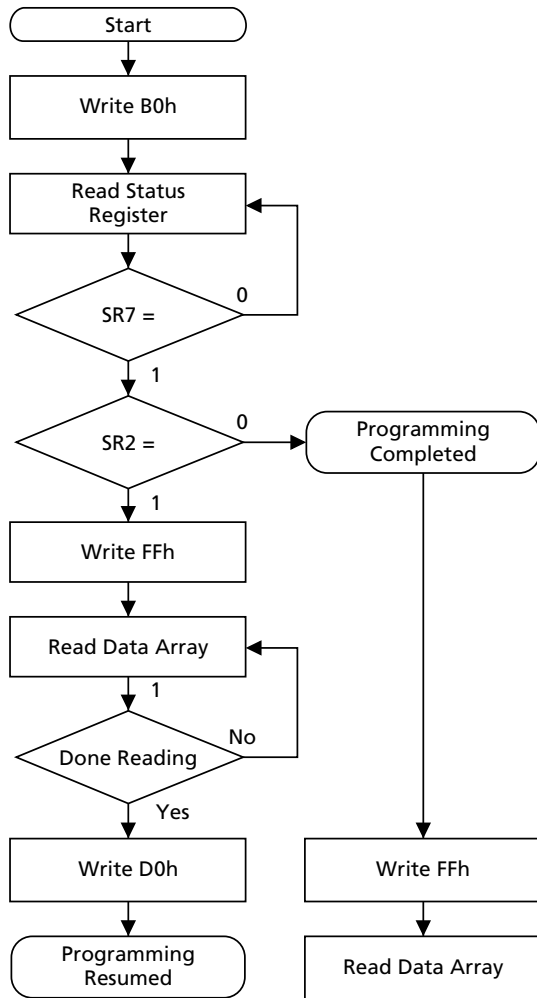 Start
Write B0h
Read Status
Register
0
SR7 =
1
0
SR2 =
Programming
Completed
1
Write FFh
Read Data Array
1
No
Done Reading
Yes
Write D0h
Write FFh
Programming
Resumed
Read Data Array